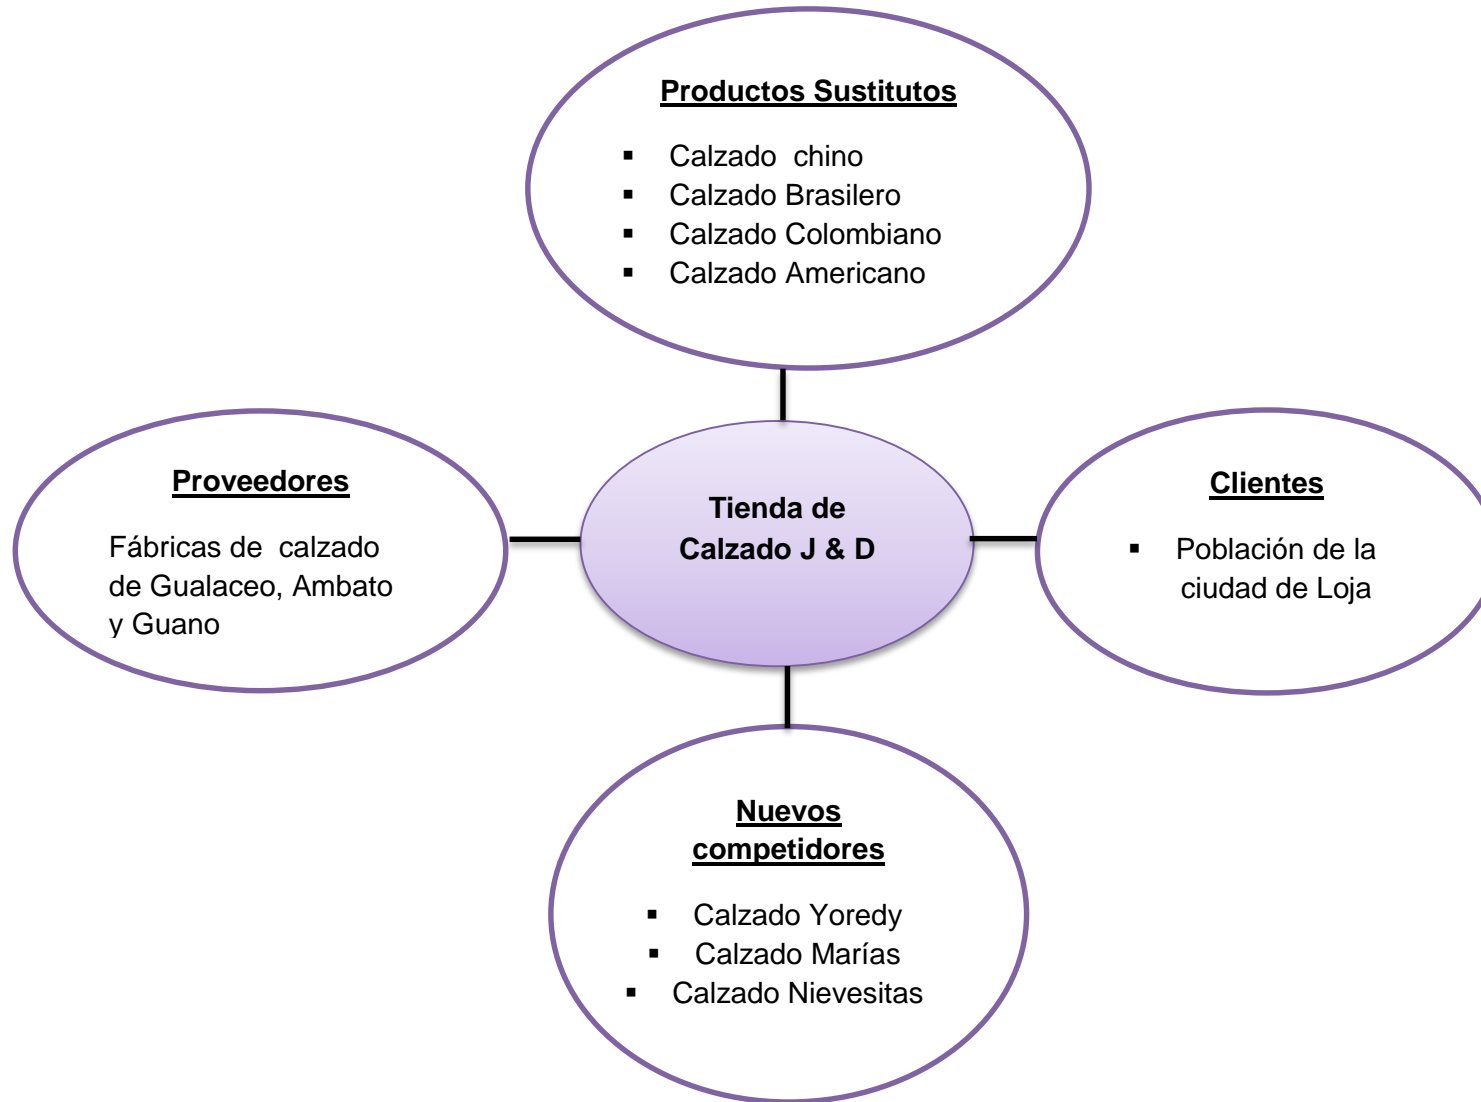 Productos Sustitutos
▪ Calzado chino
▪ Calzado Brasilero
▪ Calzado Colombiano
▪ Calzado Americano
Proveedores
Fábricas de calzado
de Gualaceo, Ambato
y Guano
Tienda de
Calzado J & D
Clientes
▪ Población de la
ciudad de Loja
Nuevos
competidores
▪ Calzado Yoredy
▪ Calzado Marías
▪ Calzado Nievesitas